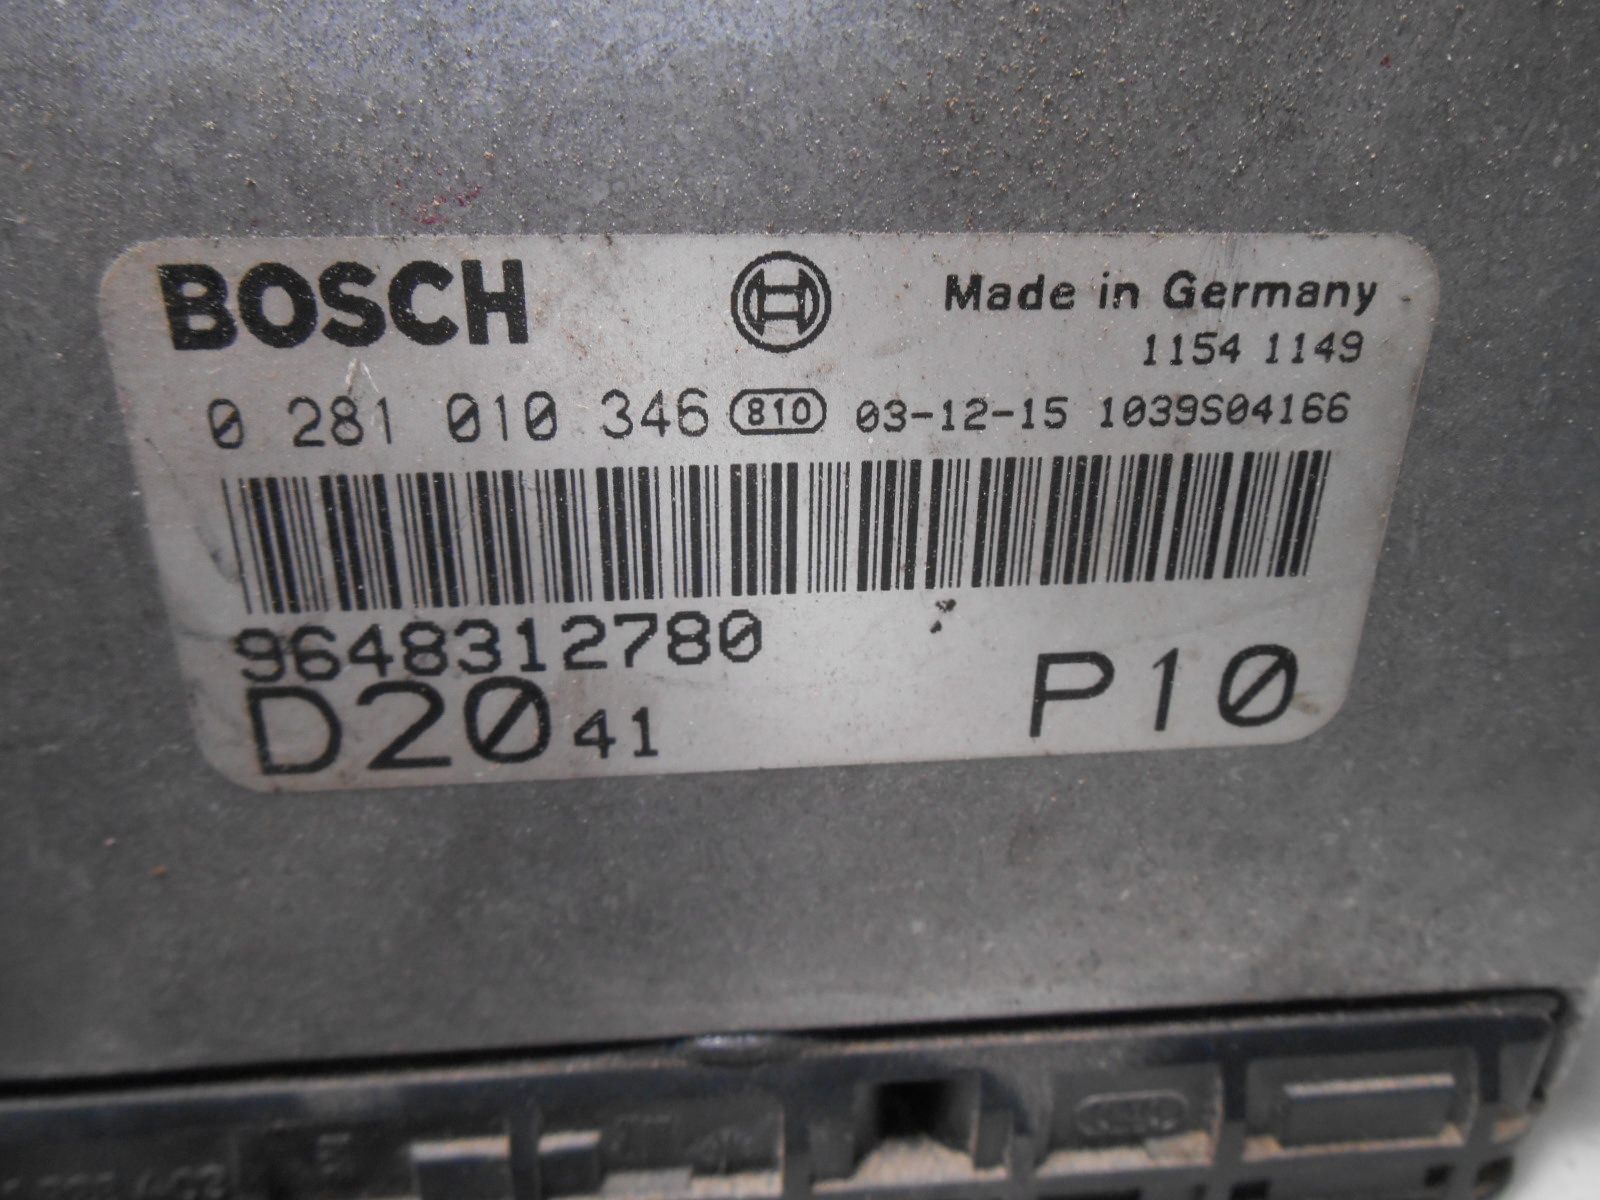 BOSCH Made in Germany
1154 1149
0 281 010 346 810 03-12-15 1039S04166
9648312780
D20 41 P10